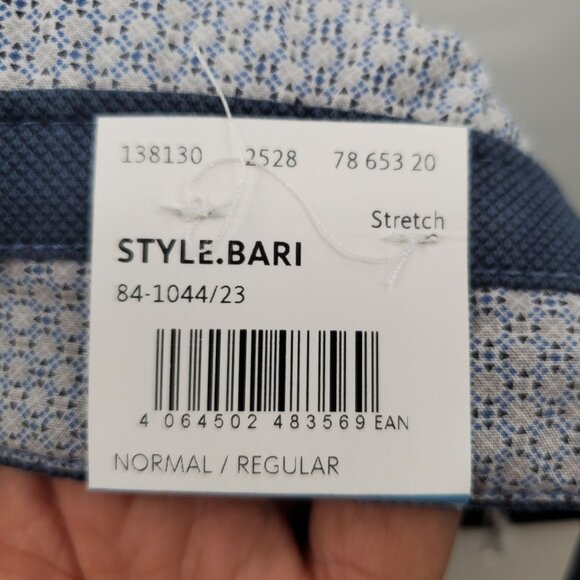 138130 2528 78 653 20
Stretch
STYLE.BARI
84-1044/23
4 064502 483569 EAN
NORMAL / REGULAR